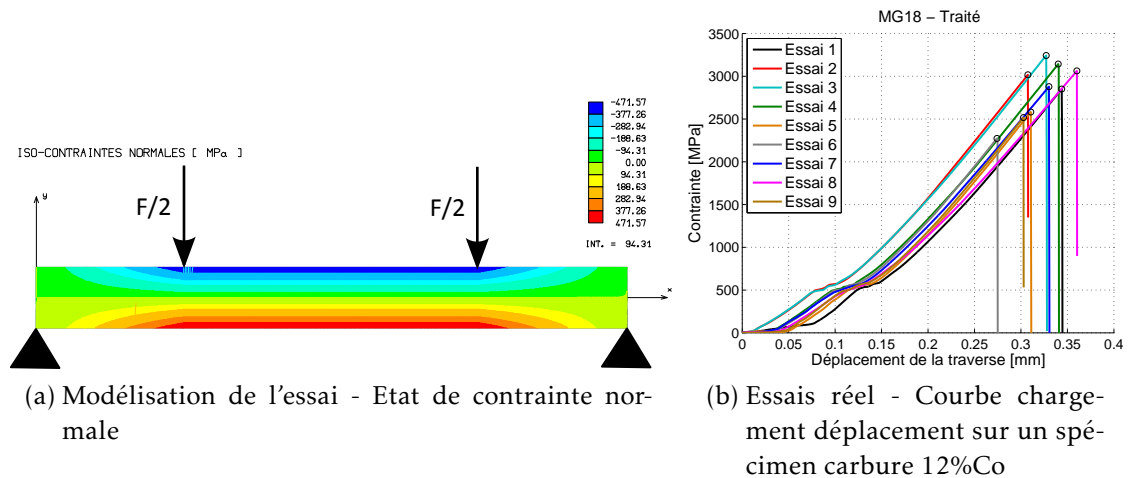 ISO-CONTRAINTES NORMALES [ MPa ]
y
F/2
F/2
x
-471.57
-377.26
-282.94
-188.63
-94.31
0.00
94.31
188.63
282.94
377.26
471.57
INT. = 94.31
MG18 – Traité
Contrainte [MPa]
3500
3000
2500
2000
1500
1000
500
0
Essai 1
Essai 2
Essai 3
Essai 4
Essai 5
Essai 6
Essai 7
Essai 8
Essai 9
0 0.05 0.1 0.15 0.2 0.25 0.3 0.35 0.4
Déplacement de la traverse [mm]
(a) Modélisation de l'essai - Etat de contrainte nor-
male
(b) Essais réel - Courbe charge-
ment déplacement sur un spé-
cimen carbure 12%Co